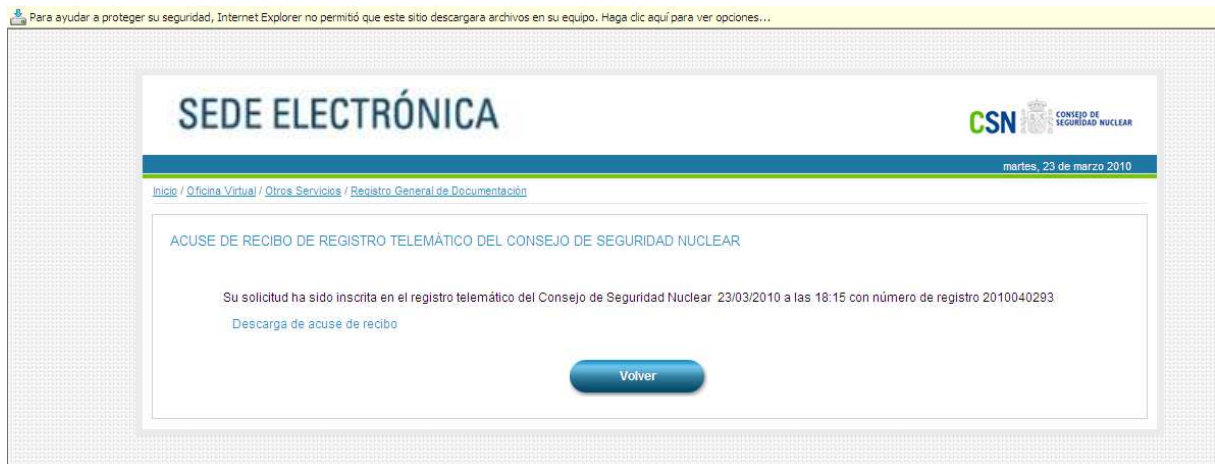 Para ayudar a proteger su seguridad, Internet Explorer no permitió que este sitio descargara archivos en su equipo. Haga clic aquí para ver opciones...
SEDE ELECTRÓNICA
CSN CONSEJO DE
SEGURIDAD NUCLEAR
martes, 23 de marzo 2010
Inicio / Oficina Virtual / Otros Servicios / Registro General de Documentación
ACUSE DE RECIBO DE REGISTRO TELEMÁTICO DEL CONSEJO DE SEGURIDAD NUCLEAR
Su solicitud ha sido inscrita en el registro telemático del Consejo de Seguridad Nuclear 23/03/2010 a las 18:15 con número de registro 2010040293
Descarga de acuse de recibo
Volver